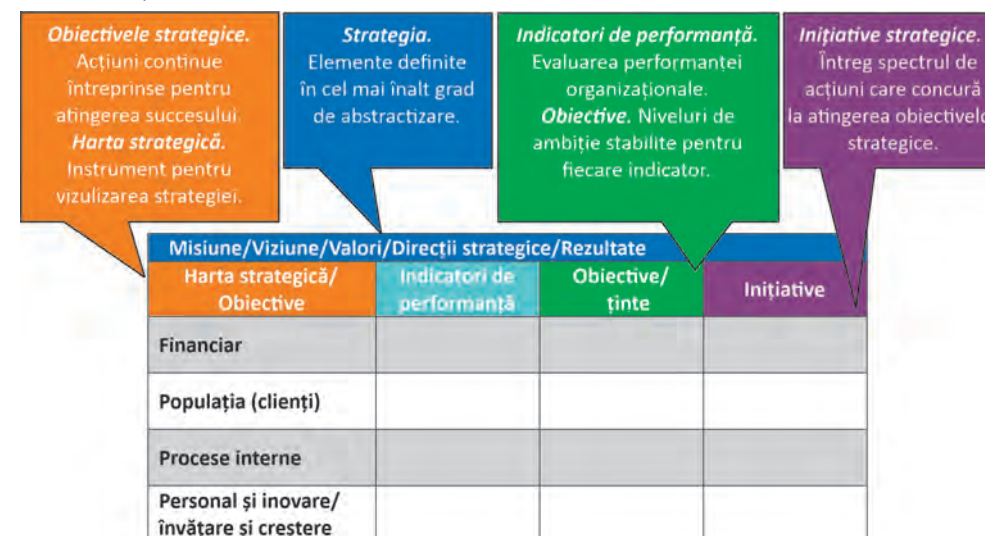 Obiectivele strategice.
Acțiuni continue
întreprinse pentru
atingerea succesului.
Harta strategică.
Instrument pentru
vizulizarea strategiei.
Strategia.
Elemente definite
în cel mai înalt grad
de abstractizare.
Indicatori de performanță.
Evaluarea performanței
organizaționale.
Obiective. Niveluri de
ambiție stabilite pentru
fiecare indicator.
Inițiative strategice.
Întreg spectrul de
acțiuni care concură
la atingerea obiectivelo
strategice.
Misiune/Viziune/Valori/Direcții strategice/Rezultate
Harta strategică/
Obiective
Indicatori de
performanță
Obiective/
ținte
Inițiative
Financiar
Populația (clienți)
Procese interne
Personal și inovare/
învățare și creștere